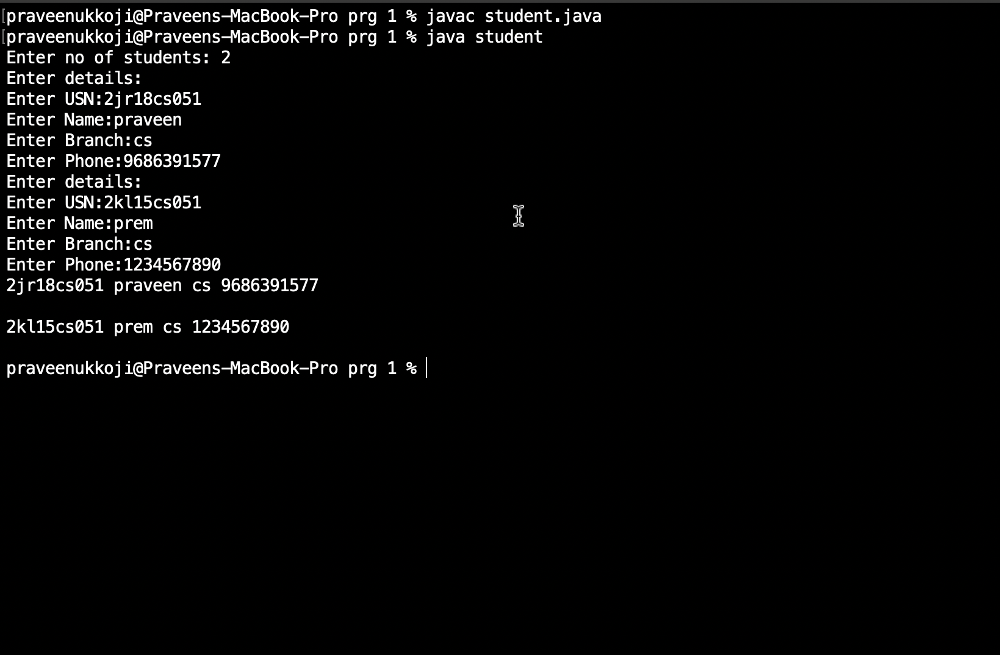 [praveenukkoji@Praveens-MacBook-Pro prg 1 % javac student.java
[praveenukkoji@Praveens-MacBook-Pro prg 1 % java student
Enter no of students: 2
Enter details:
Enter USN:2jr18cs051
Enter Name:praveen
Enter Branch:cs
Enter Phone:9686391577
Enter details:
Enter USN:2kl15cs051
Enter Name:prem
Enter Branch:cs
Enter Phone:1234567890
2jr18cs051 praveen cs 9686391577
2kl15cs051 prem cs 1234567890
praveenukkoji@Praveens-MacBook-Pro prg 1 %